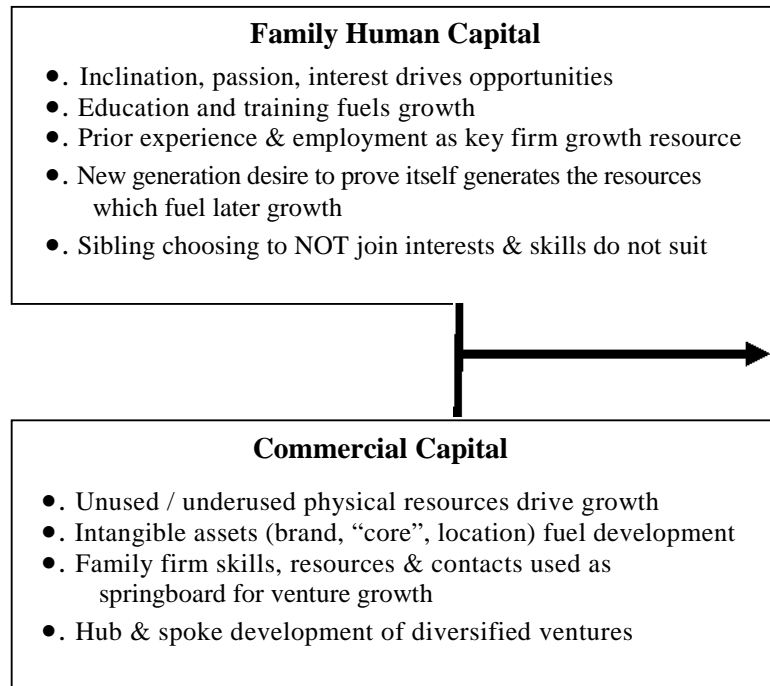 Family Human Capital
●. Inclination, passion, interest drives opportunities
●. Education and training fuels growth
●. Prior experience & employment as key firm growth resource
●. New generation desire to prove itself generates the resources
which fuel later growth
●. Sibling choosing to NOT join interests & skills do not suit
Commercial Capital
●. Unused / underused physical resources drive growth
●. Intangible assets (brand, “core”, location) fuel development
●. Family firm skills, resources & contacts used as
springboard for venture growth
●. Hub & spoke development of diversified ventures